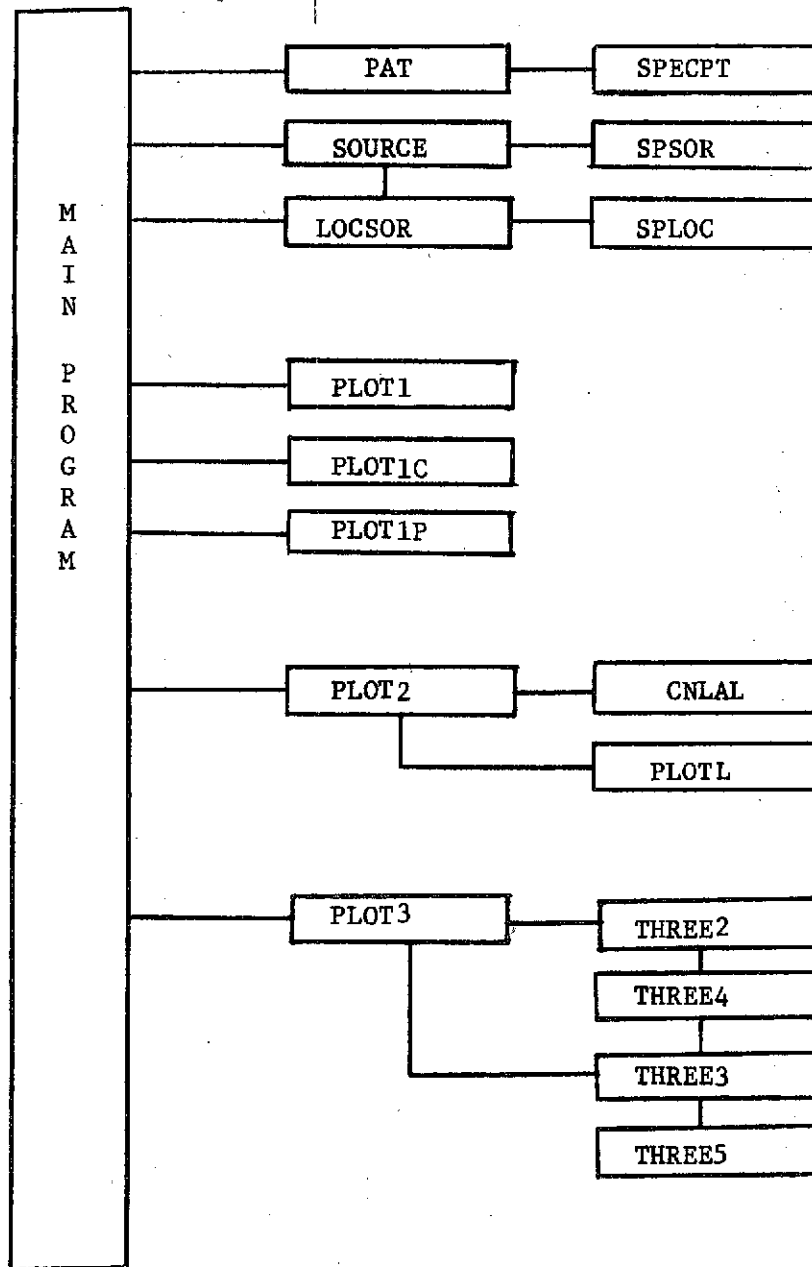 MAIN PROGRAM
PAT
SPECPT
SOURCE
SPSOR
LOCSOR
SPLOC
PLOT1
PLOT1C
PLOT1P
PLOT2
CNLAL
PLOTL
PLOT3
THREE2
THREE4
THREE3
THREE5